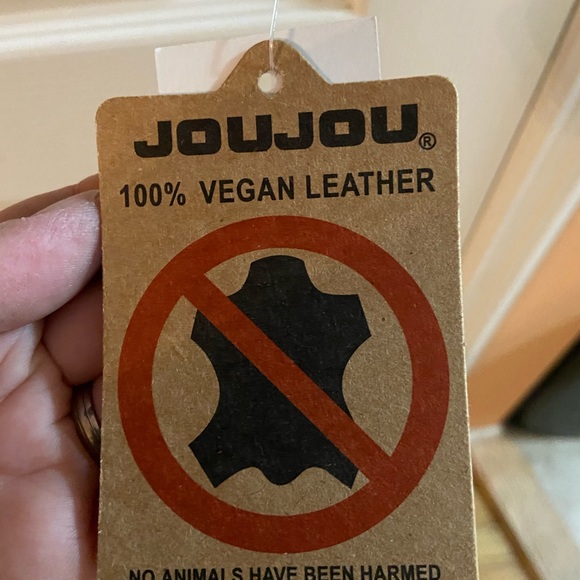 JOUJOU®
100% VEGAN LEATHER
NO ANIMALS HAVE BEEN HARMED